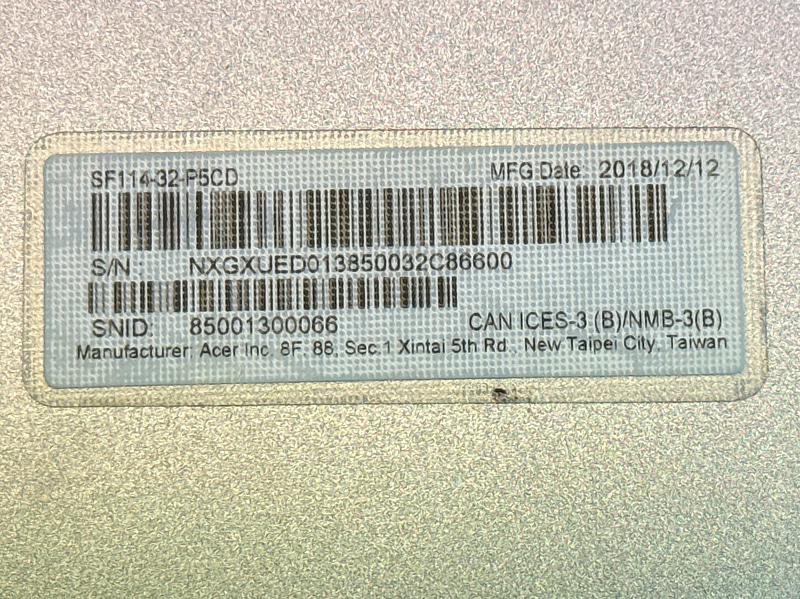 SF114-32-P5CD MFG Date: 2018/12/12
S/N : NXGXUED013850032C86600
SNID: 85001300066 CAN ICES-3 (B)/NMB-3(B)
Manufacturer: Acer Inc. 8F, 88, Sec.1 Xintai 5th Rd., New Taipei City, Taiwan